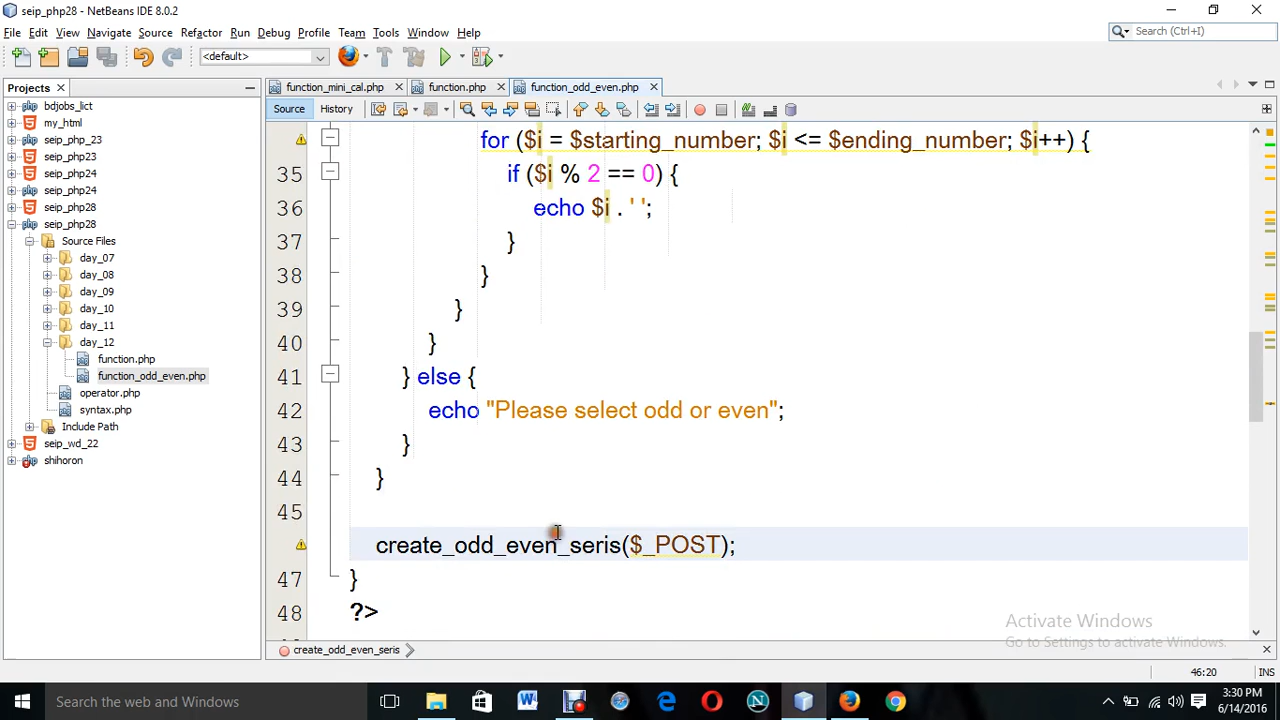 seip_php28 - NetBeans IDE 8.0.2
File Edit View Navigate Source Refactor Run Debug Profile Team Tools Window Help
Search (Ctrl+I)
<default>
Projects
function_mini_cal.php function.php function_odd_even.php
Source History
bdjobs_lict
my_html
seip_php_23
seip_php23
seip_php24
seip_php24
seip_php28
seip_php28
Source Files
day_07
day_08
day_09
day_10
day_11
day_12
function.php
function_odd_even.php
operator.php
syntax.php
Include Path
seip_wd_22
shihoron
for ($i = $starting_number; $i <= $ending_number; $i++) {
35 if ($i % 2 == 0) {
36 echo $i . ' ';
37 }
38 }
39 }
40 }
41 } else {
42 echo "Please select odd or even";
43 }
44 }
45
create_odd_even_seris($_POST);
47 }
48 ?>
Activate Windows
Go to Settings to activate Windows.
create_odd_even_seris
46:20 INS
Search the web and Windows
3:30 PM
6/14/2016